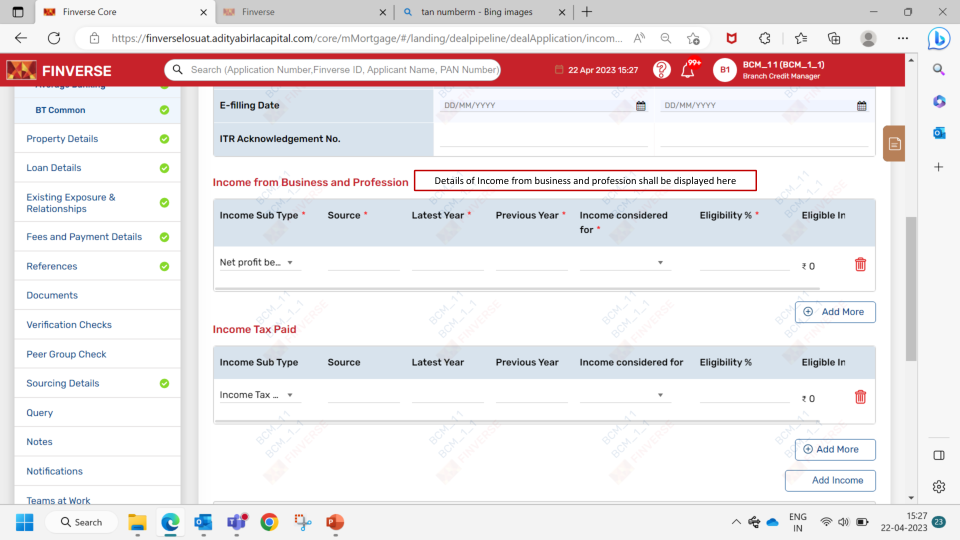 Finverse Core
Finverse
tan numberm - Bing images
https://finverselosuat.adityabirlacapital.com/core/mMortgage/#/landing/dealpipeline/dealApplication/incom...
FINVERSE
Search (Application Number,Finverse ID, Applicant Name, PAN Number)
22 Apr 2023 15:27
99+
B1
BCM_11 (BCM_1_1)
Branch Credit Manager
BT Common
Property Details
Loan Details
Existing Exposure &
Relationships
Fees and Payment Details
References
Documents
Verification Checks
Peer Group Check
Sourcing Details
Query
Notes
Notifications
Teams at Work
E-filling Date
DD/MM/YYYY
DD/MM/YYYY
ITR Acknowledgement No.
Income from Business and Profession
Details of Income from business and profession shall be displayed here
Income Sub Type * Source * Latest Year * Previous Year * Income considered for * Eligibility % * Eligible In
Net profit be...
₹ 0
Add More
Income Tax Paid
Income Sub Type Source Latest Year Previous Year Income considered for Eligibility % Eligible In
Income Tax ...
₹ 0
Add More
Add Income
Search
ENG
IN
15:27
22-04-2023
23